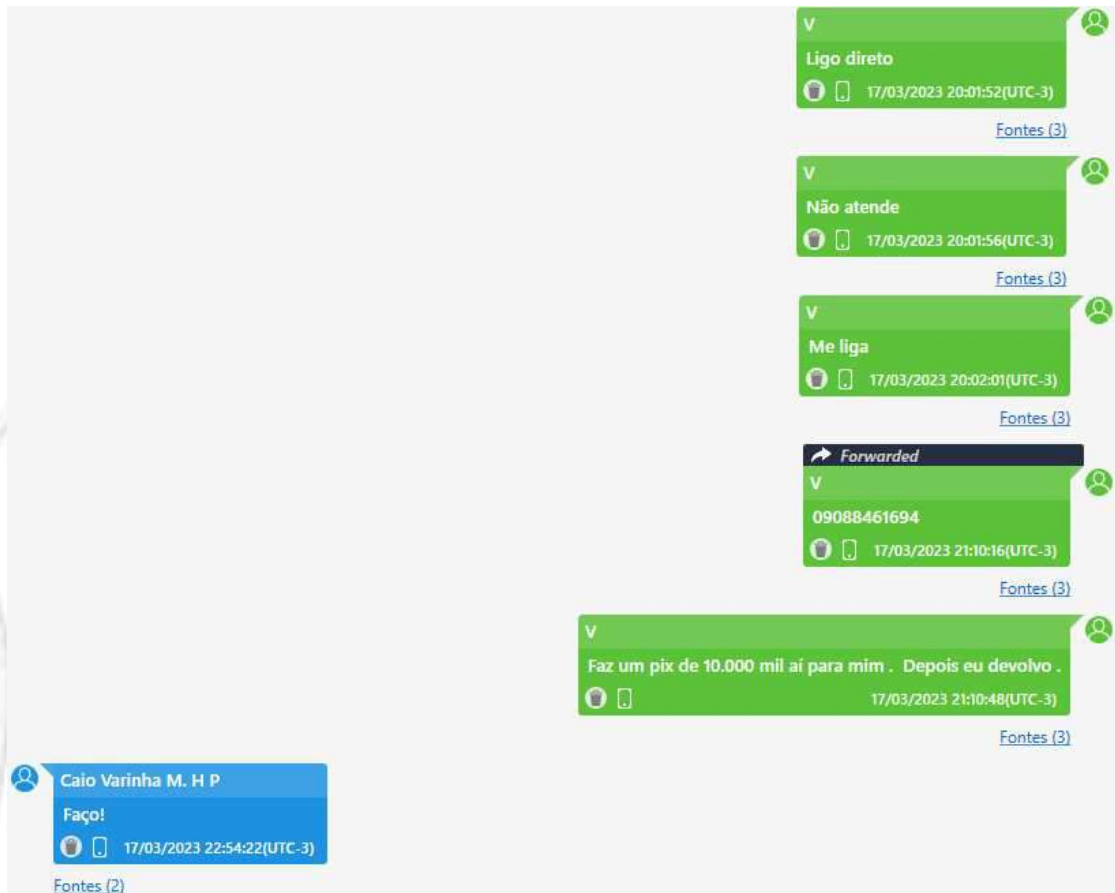 V
Ligo direto
17/03/2023 20:01:52(UTC-3)
Fontes (3)
V
Não atende
17/03/2023 20:01:56(UTC-3)
Fontes (3)
V
Me liga
17/03/2023 20:02:01(UTC-3)
Fontes (3)
Forwarded
V
09088461694
17/03/2023 21:10:16(UTC-3)
Fontes (3)
V
Faz um pix de 10.000 mil aí para mim . Depois eu devolvo .
17/03/2023 21:10:48(UTC-3)
Fontes (3)
Caio Varinha M. H P
Faço!
17/03/2023 22:54:22(UTC-3)
Fontes (2)